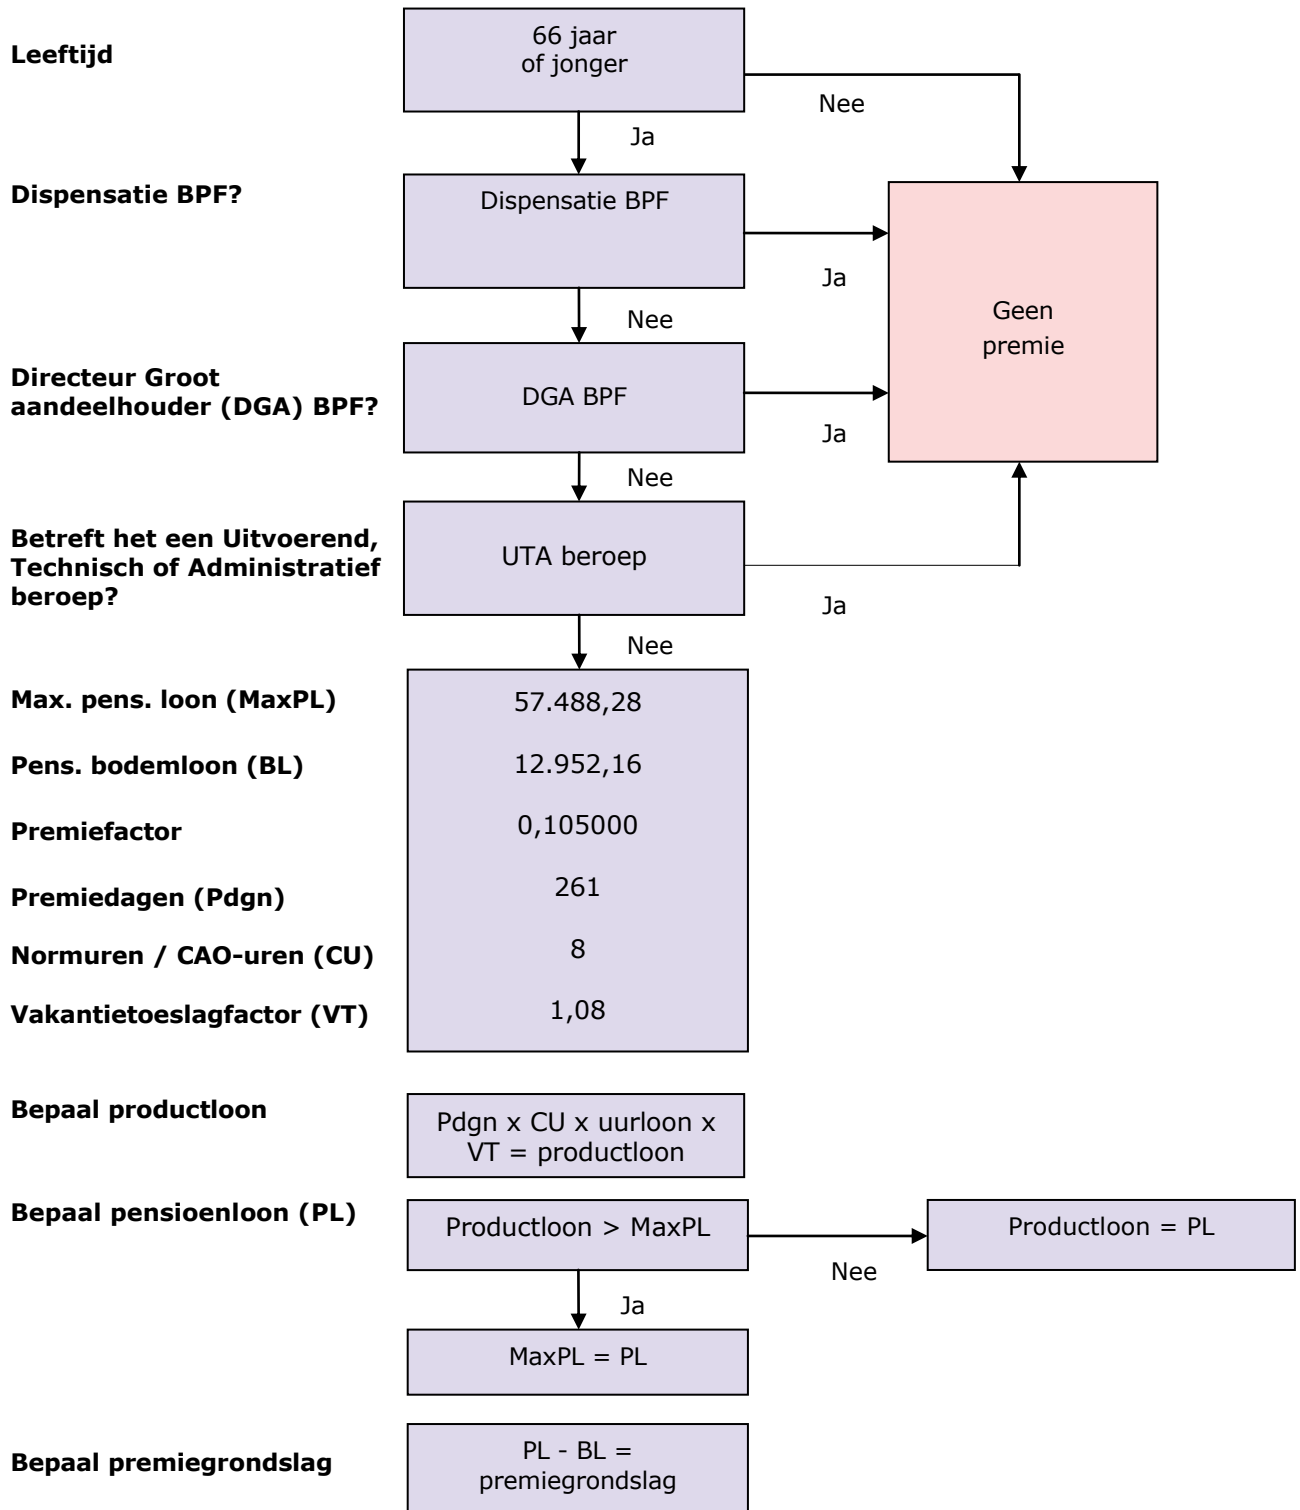 Leeftijd
66 jaar
of jonger
Nee
Ja
Dispensatie BPF?
Dispensatie BPF
Ja
Geen
premie
Nee
Directeur Groot
aandeelhouder (DGA) BPF?
DGA BPF
Ja
Nee
Betreft het een Uitvoerend,
Technisch of Administratief
beroep?
UTA beroep
Ja
Nee
Max. pens. loon (MaxPL)
57.488,28
Pens. bodemloon (BL)
12.952,16
Premiefactor
0,105000
Premiedagen (Pdgn)
261
Normuren / CAO-uren (CU)
8
Vakantietoeslagfactor (VT)
1,08
Bepaal productloon
Pdgn x CU x uurloon x
VT = productloon
Bepaal pensioenloon (PL)
Productloon > MaxPL
Nee
Productloon = PL
Ja
MaxPL = PL
Bepaal premiegrondslag
PL - BL =
premiegrondslag